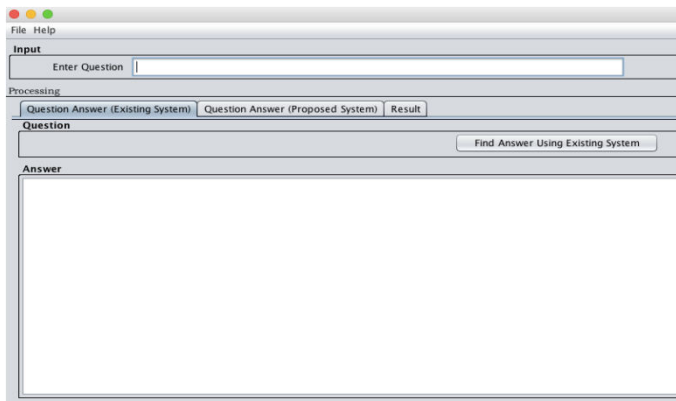 File Help
Input
Enter Question
Processing
Question Answer (Existing System) Question Answer (Proposed System) Result
Question
Find Answer Using Existing System
Answer